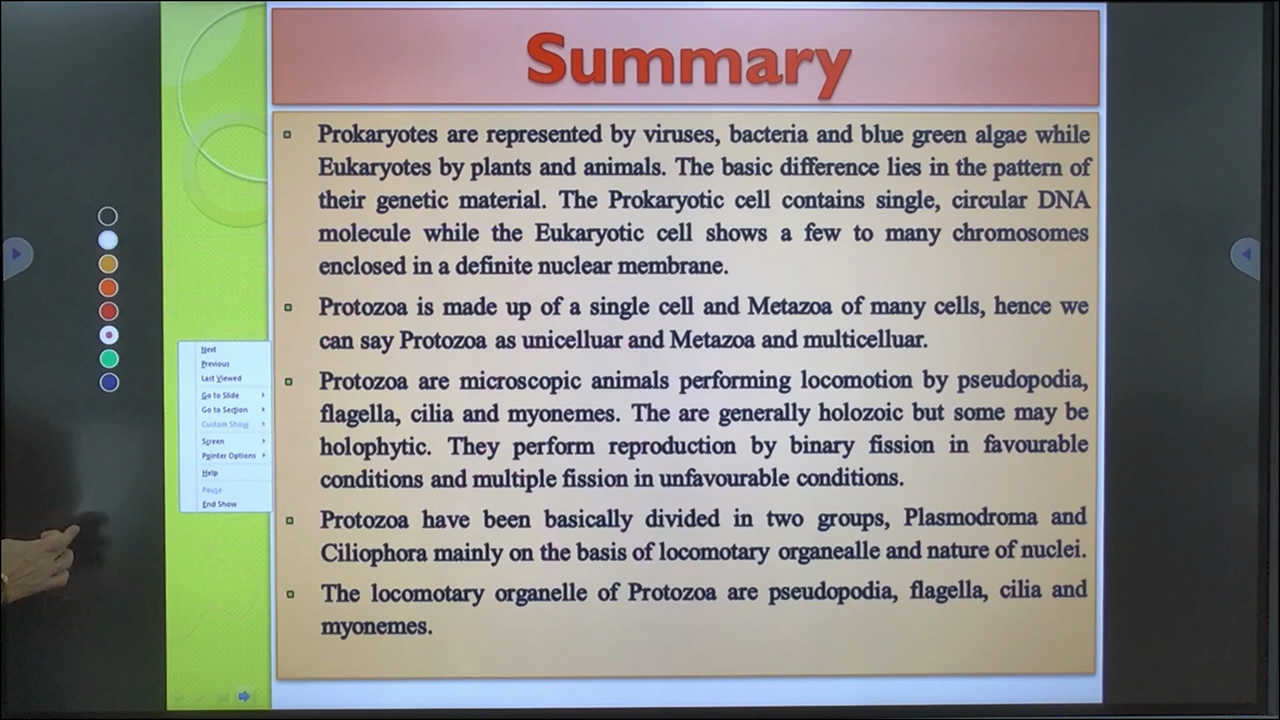 Summary
Prokaryotes are represented by viruses, bacteria and blue green algae while
Eukaryotes by plants and animals. The basic difference lies in the pattern of
their genetic material. The Prokaryotic cell contains single, circular DNA
molecule while the Eukaryotic cell shows a few to many chromosomes
enclosed in a definite nuclear membrane.
Protozoa is made up of a single cell and Metazoa of many cells, hence we
can say Protozoa as unicelluar and Metazoa and multicelluar.
Protozoa are microscopic animals performing locomotion by pseudopodia,
flagella, cilia and myonemes. The are generally holozoic but some may be
holophytic. They perform reproduction by binary fission in favourable
conditions and multiple fission in unfavourable conditions.
Protozoa have been basically divided in two groups, Plasmodroma and
Ciliophora mainly on the basis of locomotary organealle and nature of nuclei.
The locomotary organelle of Protozoa are pseudopodia, flagella, cilia and
myonemes.
Next
Previous
Last Viewed
Go to Slide
Go to Section
Custom Show
Screen
Pointer Options
Help
Pause
End Show